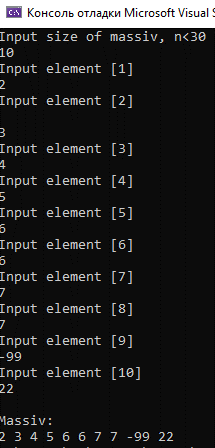 Консоль отладки Microsoft Visual S
Input size of massiv, n<30
10
Input element [1]
2
Input element [2]

3
Input element [3]
4
Input element [4]
5
Input element [5]
6
Input element [6]
6
Input element [7]
7
Input element [8]
7
Input element [9]
-99
Input element [10]
22

Massiv:
2 3 4 5 6 6 7 7 -99 22